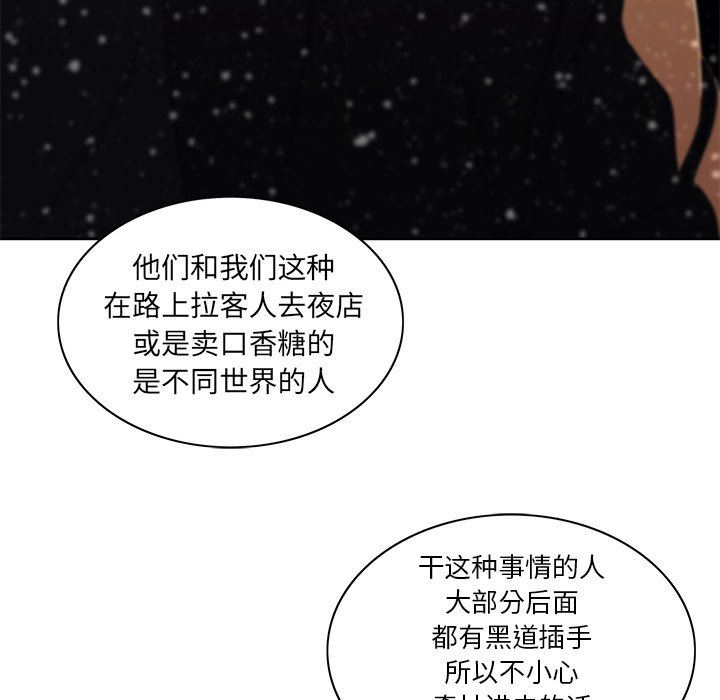 他们和我们这种
在路上拉客人去夜店
或是卖口香糖的
是不同世界的人
干这种事情的人
大部分后面
都有黑道插手
所以不小心